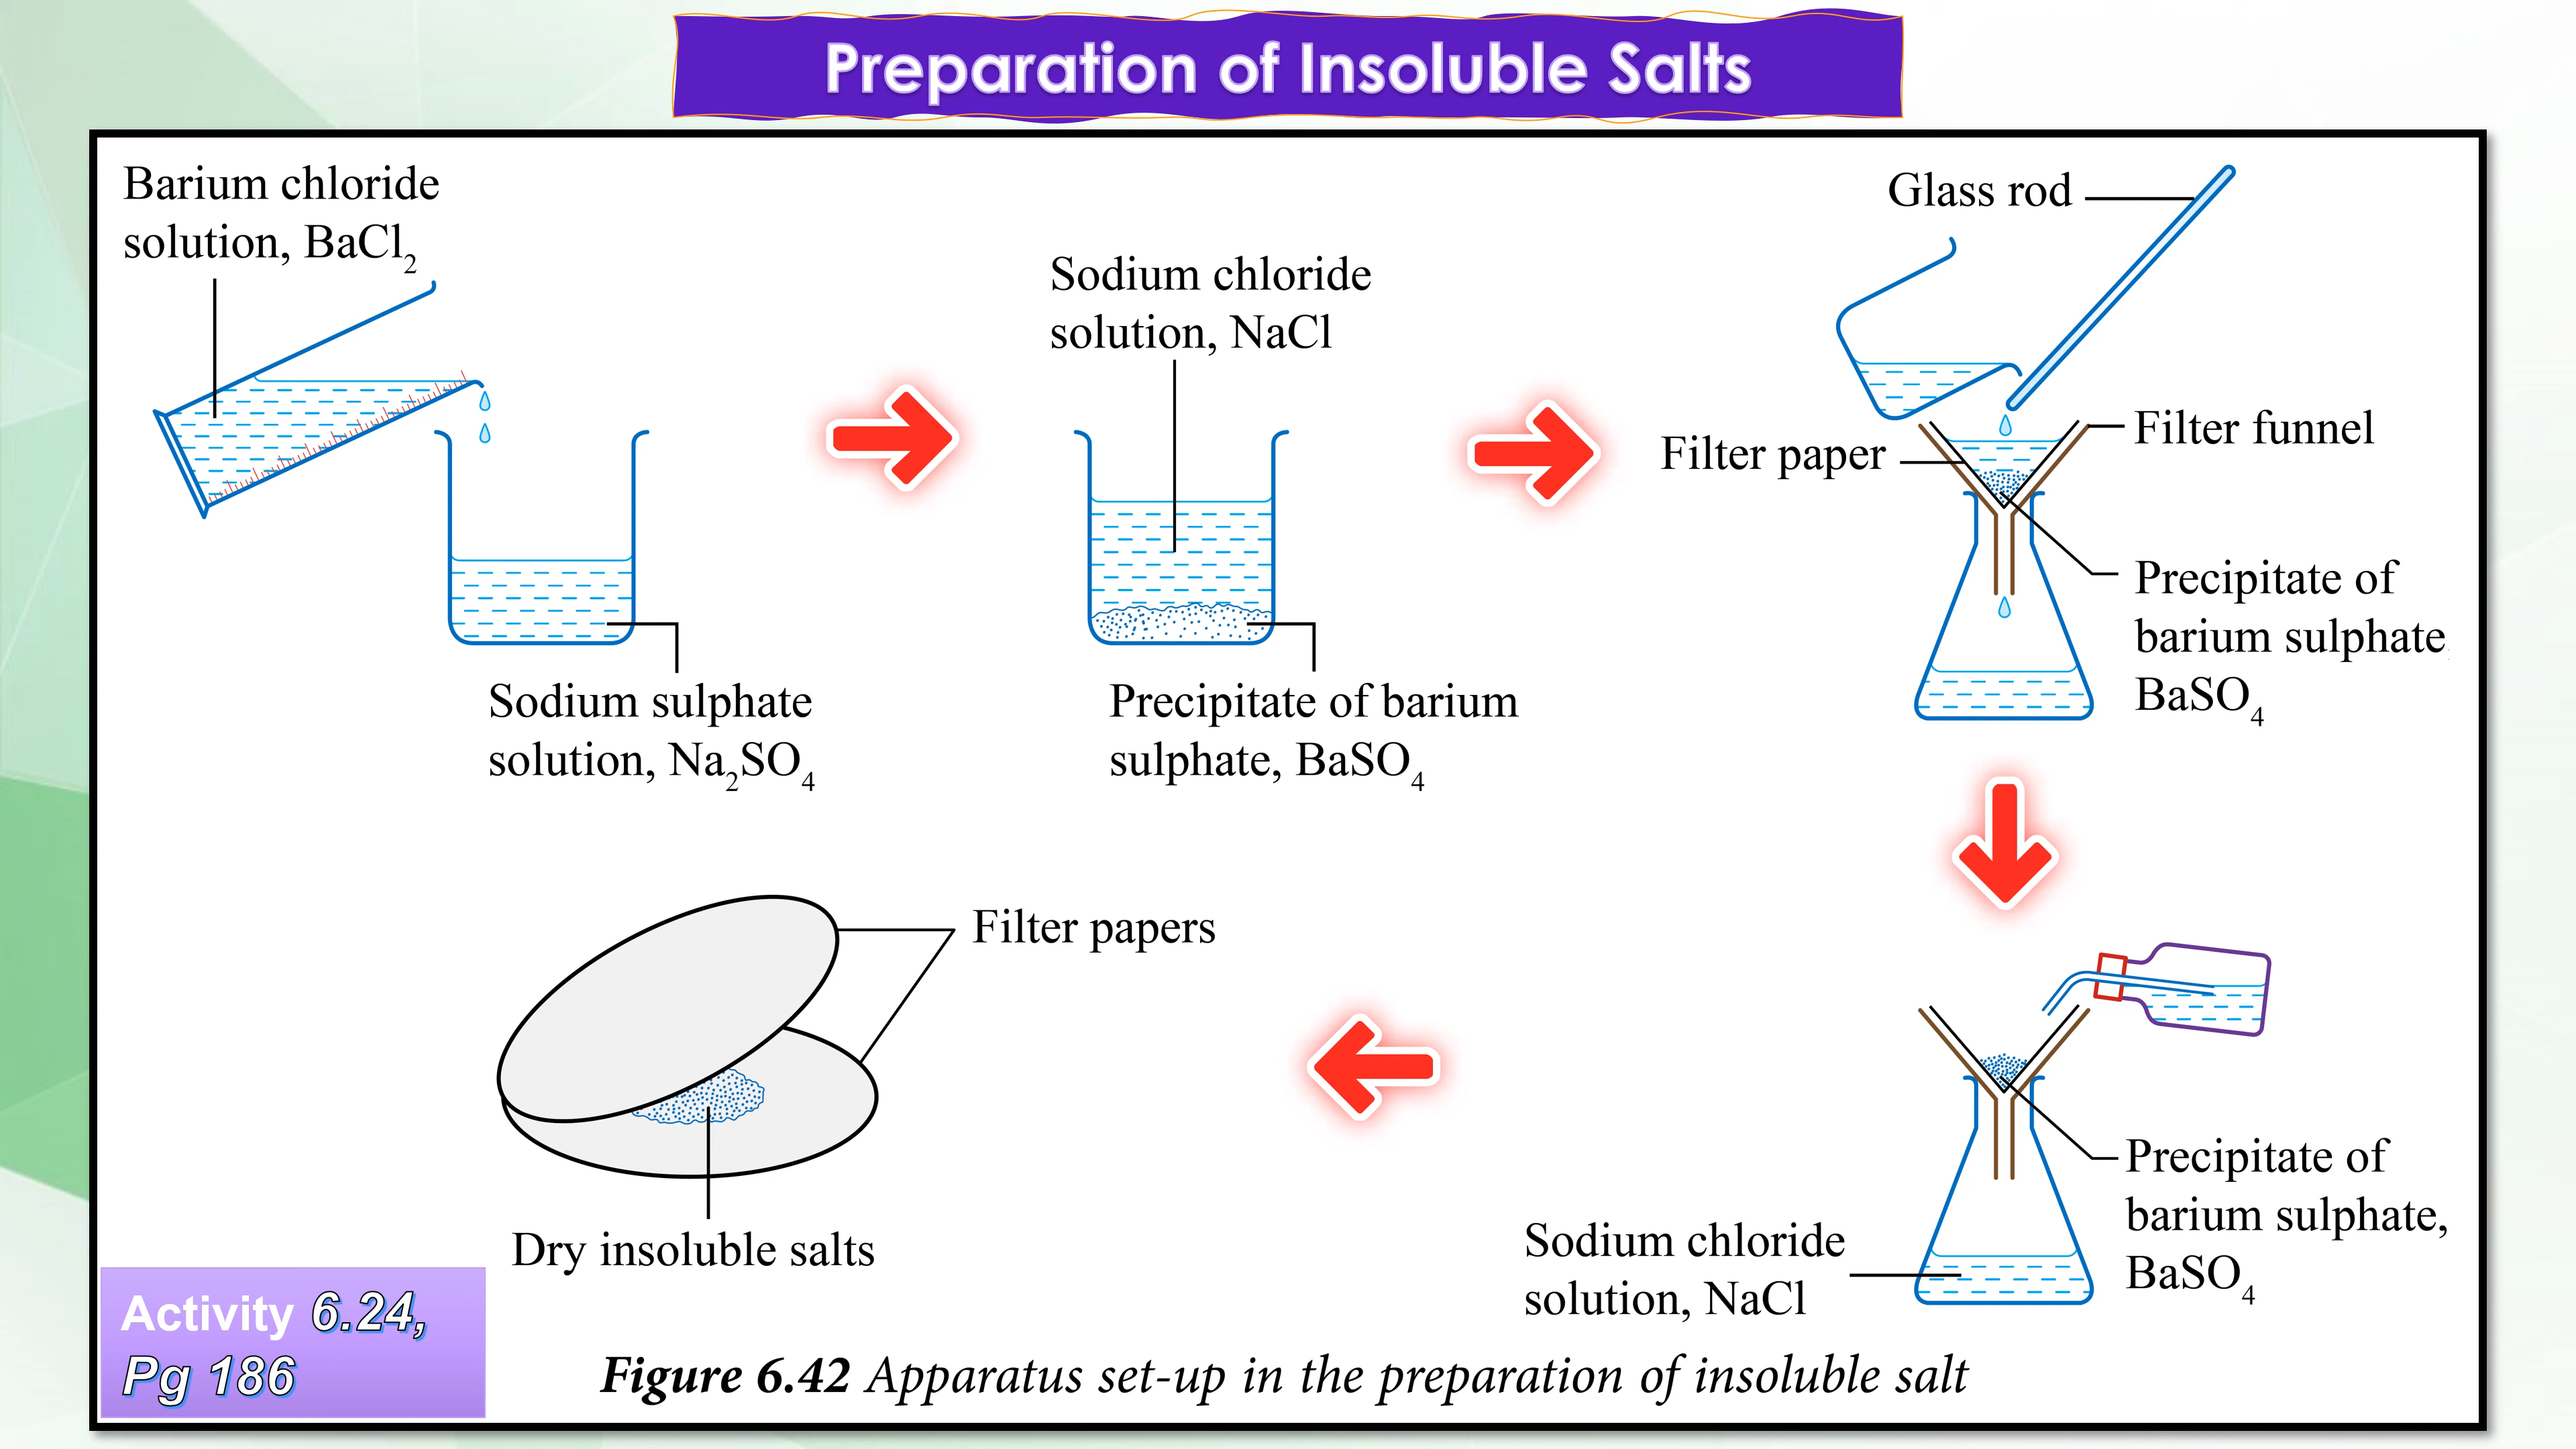 Preparation of Insoluble Salts
Barium chloride
solution, BaCl₂
Sodium sulphate
solution, Na₂SO₄
Sodium chloride
solution, NaCl
Precipitate of barium
sulphate, BaSO₄
Glass rod
Filter paper
Filter funnel
Precipitate of
barium sulphate
BaSO₄
Precipitate of
barium sulphate,
BaSO₄
Sodium chloride
solution, NaCl
Filter papers
Dry insoluble salts
Activity 6.24,
Pg 186
Figure 6.42 Apparatus set-up in the preparation of insoluble salt